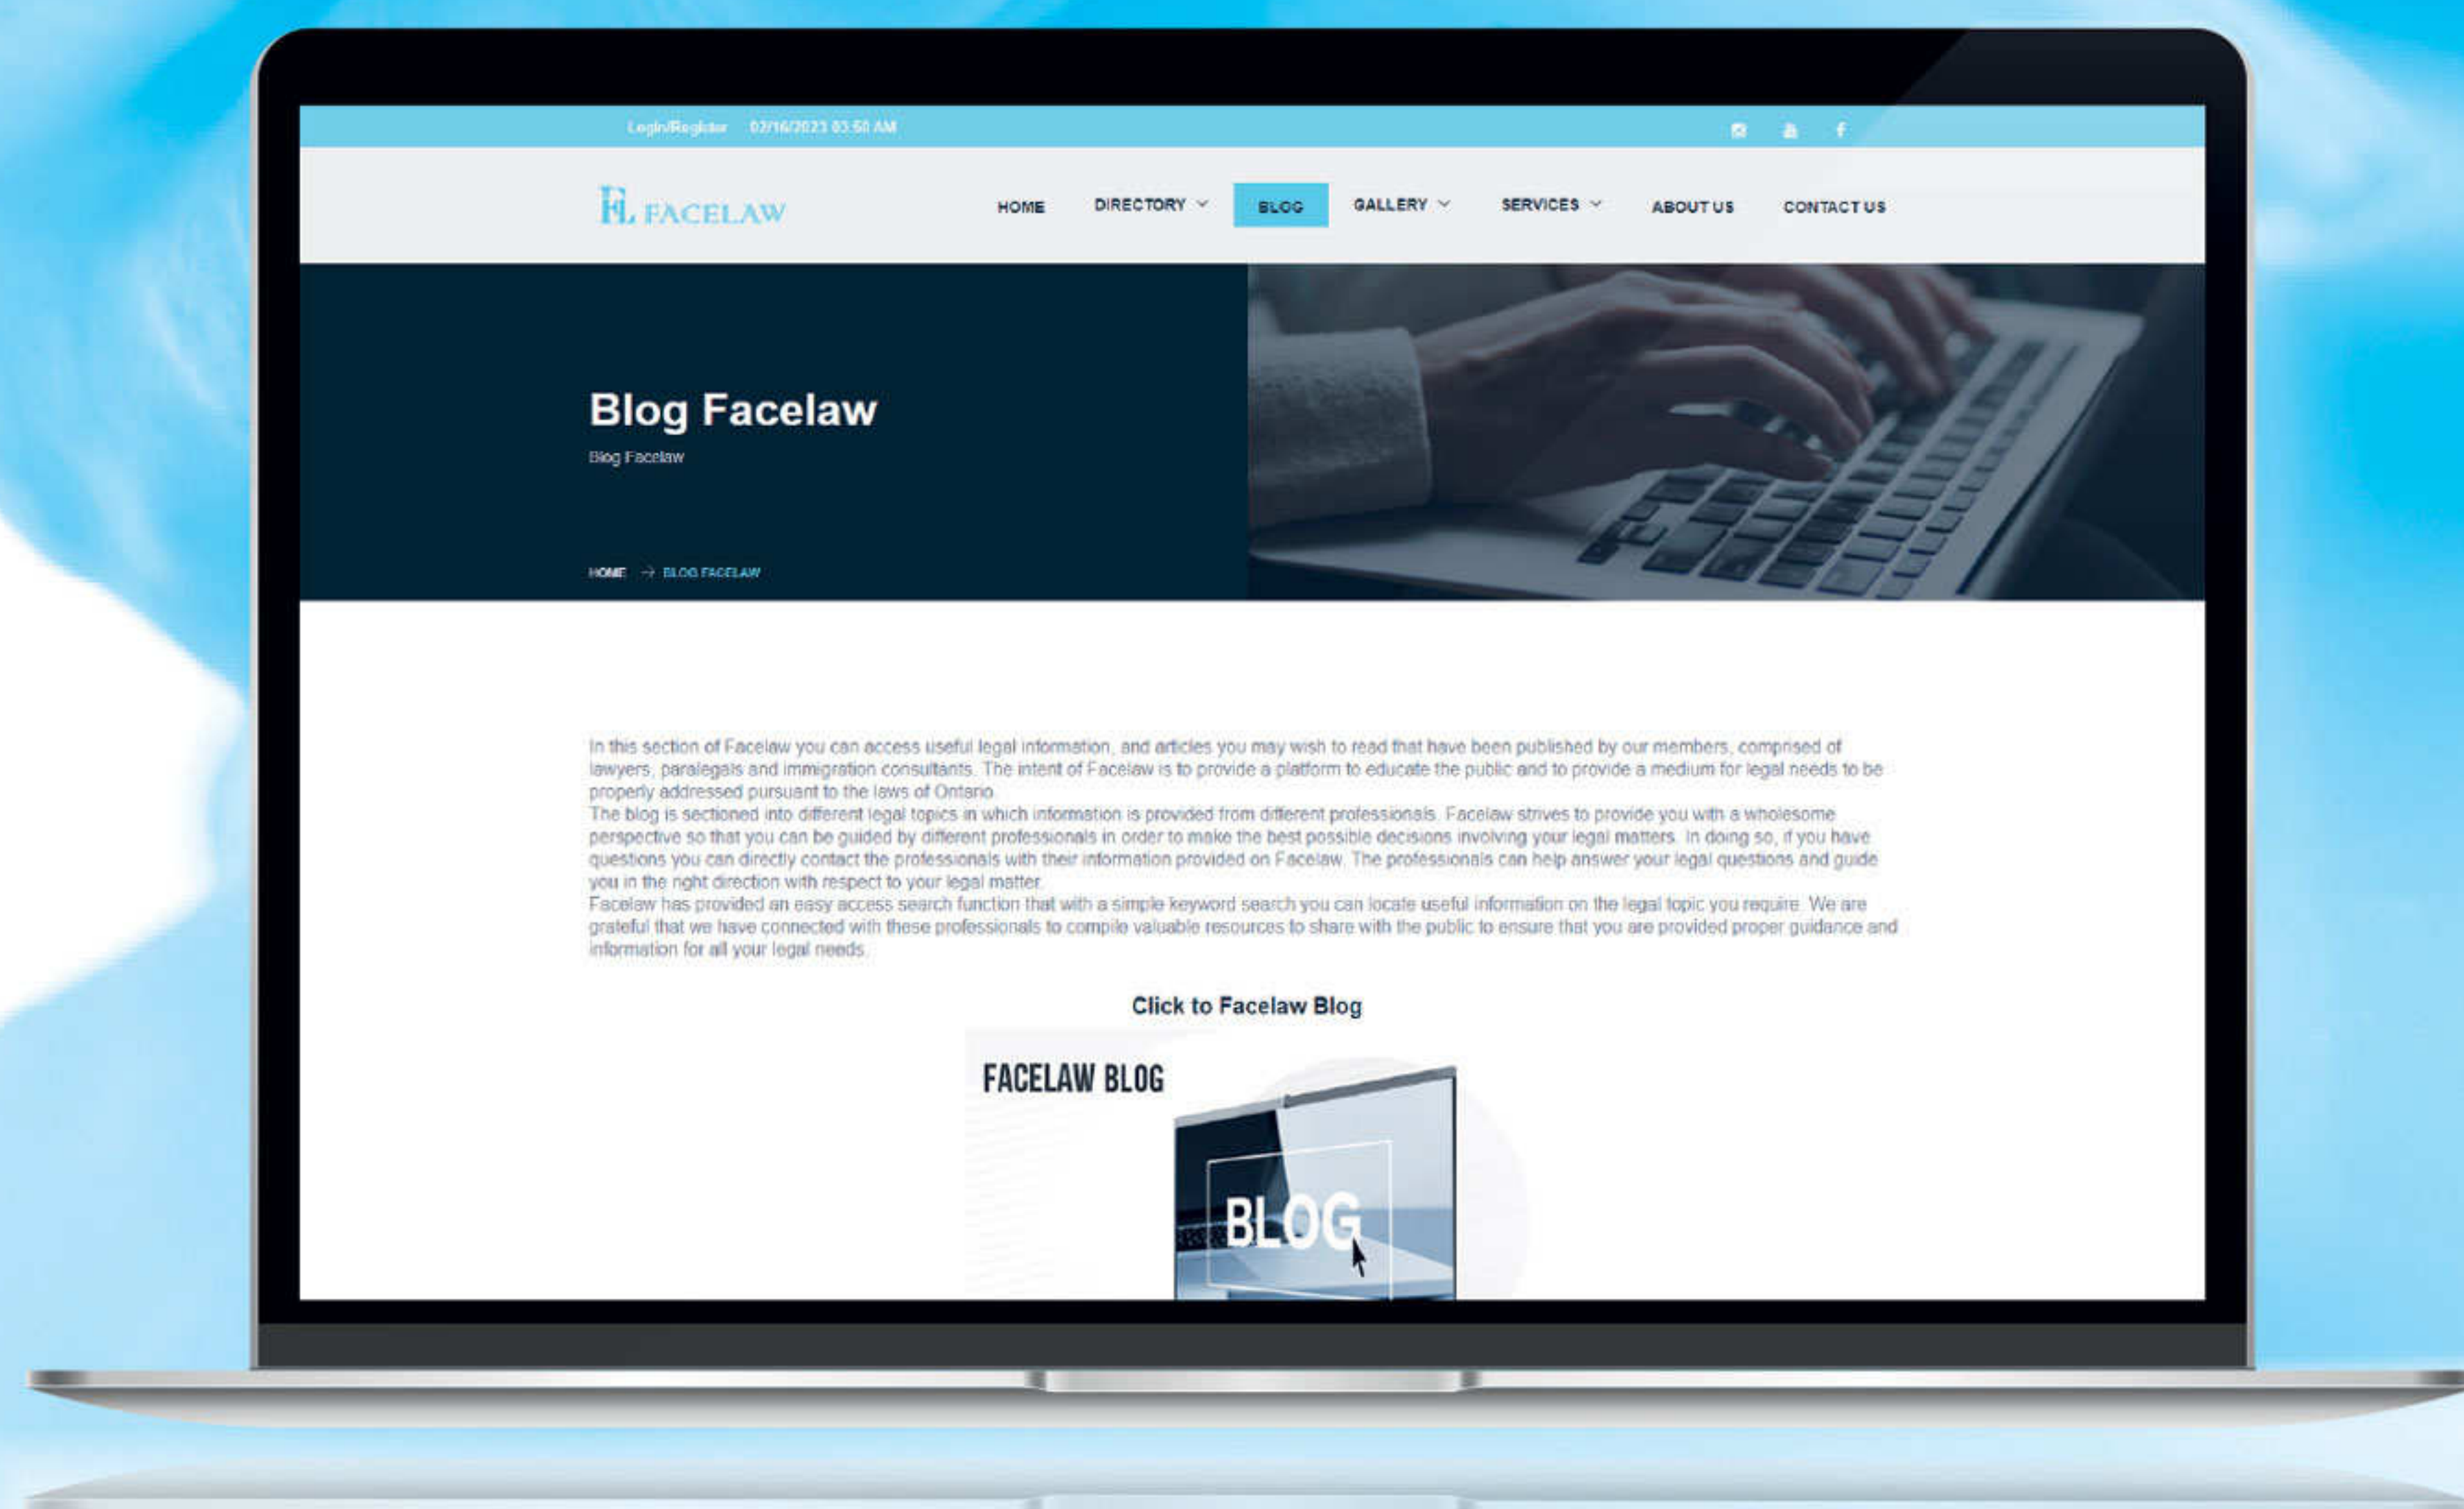 Login/Register 02/16/2023 03:50 AM
FL FACELAW HOME DIRECTORY BLOG GALLERY SERVICES ABOUT US CONTACT US
Blog Facelaw
Blog Facelaw
HOME → BLOG FACELAW
In this section of Facelaw you can access useful legal information, and articles you may wish to read that have been published by our members, comprised of
lawyers, paralegals and immigration consultants. The intent of Facelaw is to provide a platform to educate the public and to provide a medium for legal needs to be
properly addressed pursuant to the laws of Ontario.
The blog is sectioned into different legal topics in which information is provided from different professionals. Facelaw strives to provide you with a wholesome
perspective so that you can be guided by different professionals in order to make the best possible decisions involving your legal matters. In doing so, if you have
questions you can directly contact the professionals with their information provided on Facelaw. The professionals can help answer your legal questions and guide
you in the right direction with respect to your legal matter.
Facelaw has provided an easy access search function that with a simple keyword search you can locate useful information on the legal topic you require. We are
grateful that we have connected with these professionals to compile valuable resources to share with the public to ensure that you are provided proper guidance and
information for all your legal needs.
Click to Facelaw Blog
FACELAW BLOG
BLOG